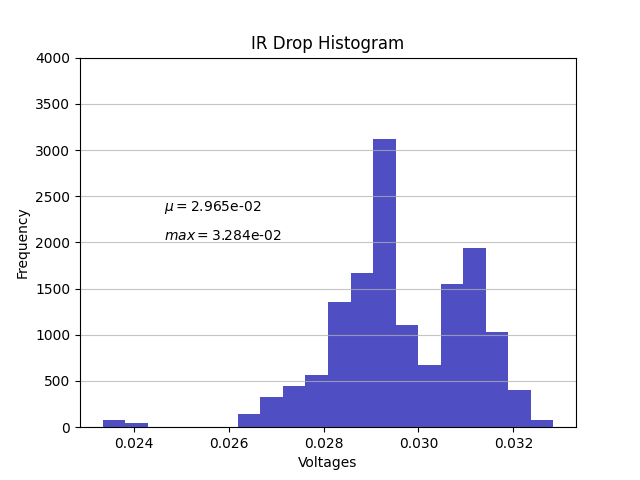 IR Drop Histogram
4000
3500
3000
2500
2000
1500
1000
500
0
Frequency
μ = 2.965e-02
max = 3.284e-02
0.024 0.026 0.028 0.030 0.032
Voltages